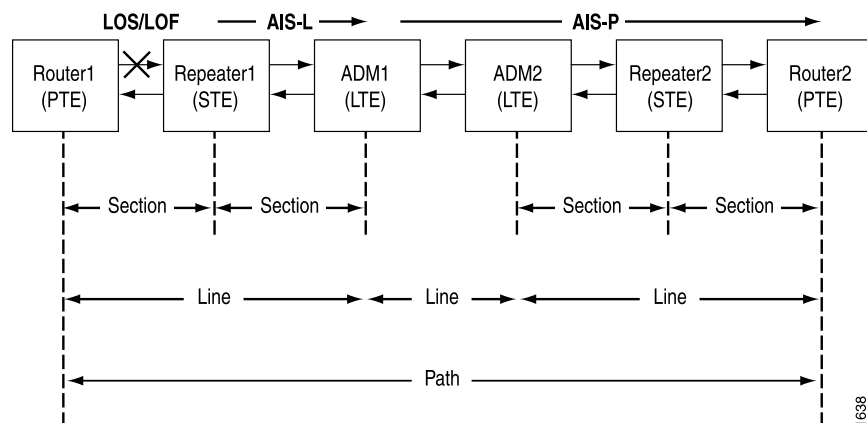 LOS/LOF AIS-L AIS-P
Router1 (PTE)
Repeater1 (STE)
ADM1 (LTE)
ADM2 (LTE)
Repeater2 (STE)
Router2 (PTE)
Section Section Section Section
Line Line Line
Path
1638